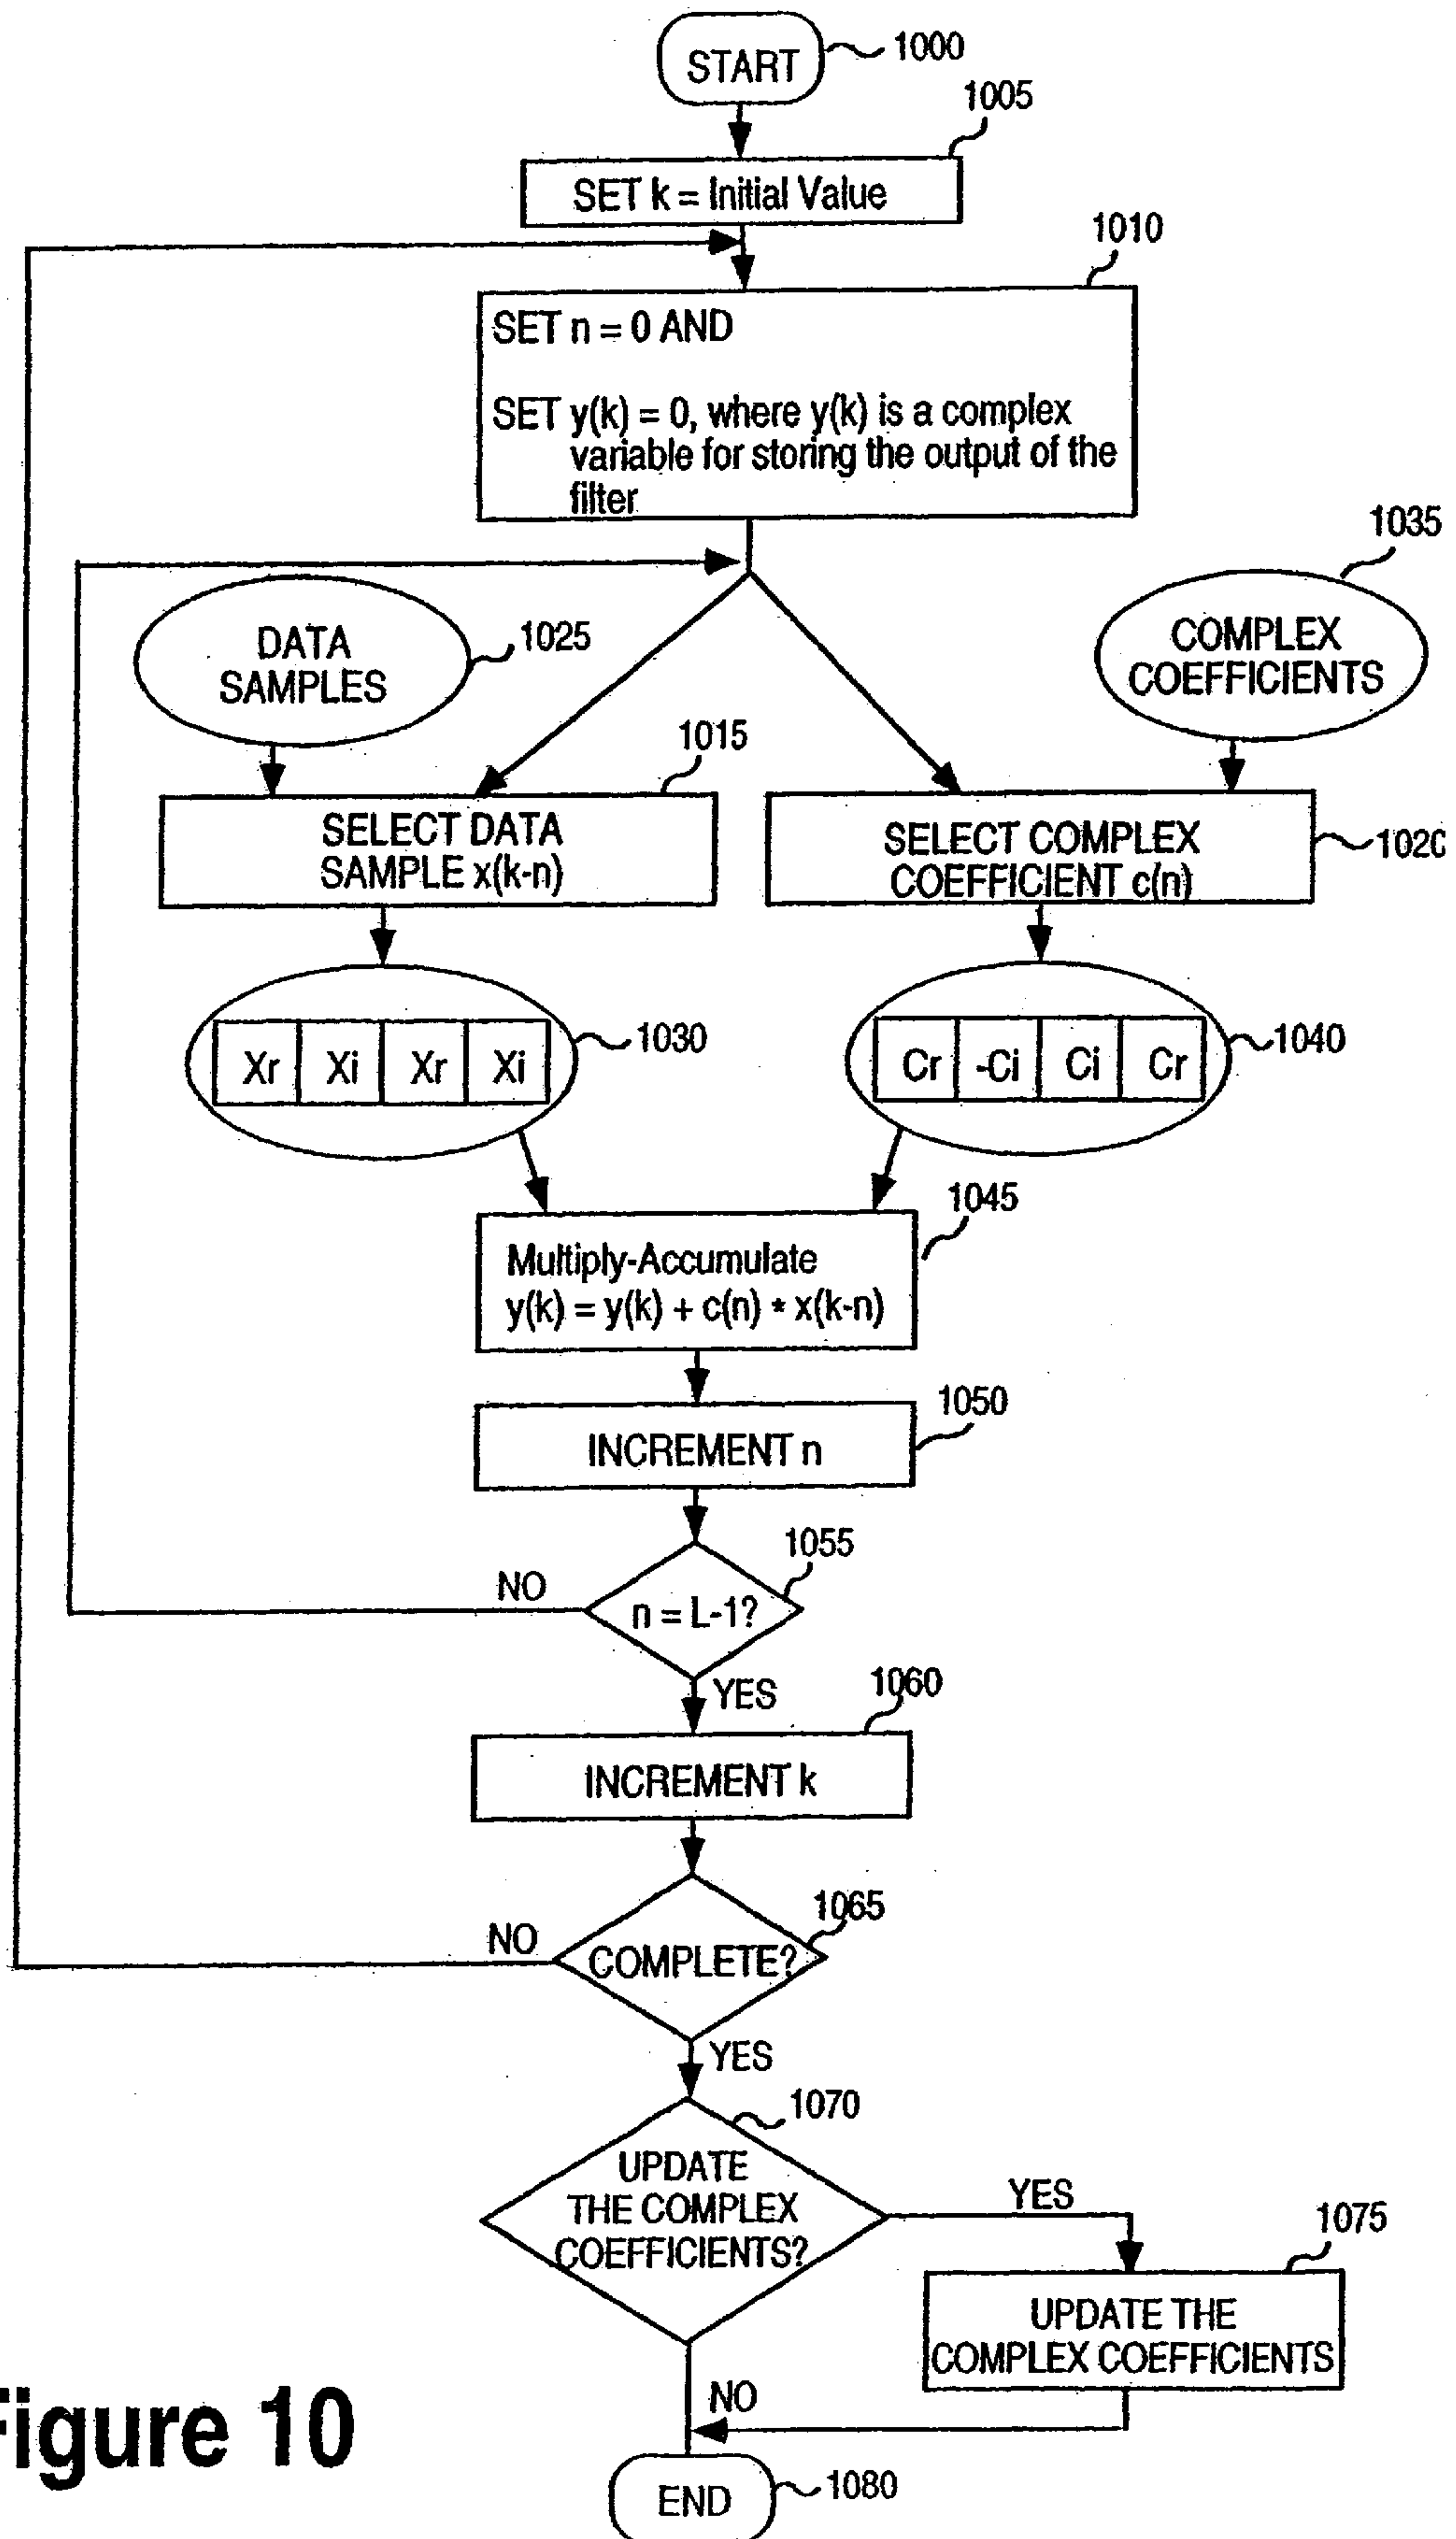 START
1000
1005
SET k = Initial Value
1010
SET n = 0 AND
SET y(k) = 0, where y(k) is a complex
variable for storing the output of the
filter
1035
DATA
SAMPLES
1025
COMPLEX
COEFFICIENTS
1015
SELECT DATA
SAMPLE x(k-n)
SELECT COMPLEX
COEFFICIENT c(n)
1020
Xr Xi Xr Xi
1030
Cr -Ci Ci Cr
1040
1045
Multiply-Accumulate
y(k) = y(k) + c(n) * x(k-n)
1050
INCREMENT n
1055
NO
n = L-1?
YES
1060
INCREMENT k
1065
NO
COMPLETE?
YES
1070
UPDATE
THE COMPLEX
COEFFICIENTS?
YES
1075
UPDATE THE
COMPLEX COEFFICIENTS
NO
END
1080
Figure 10